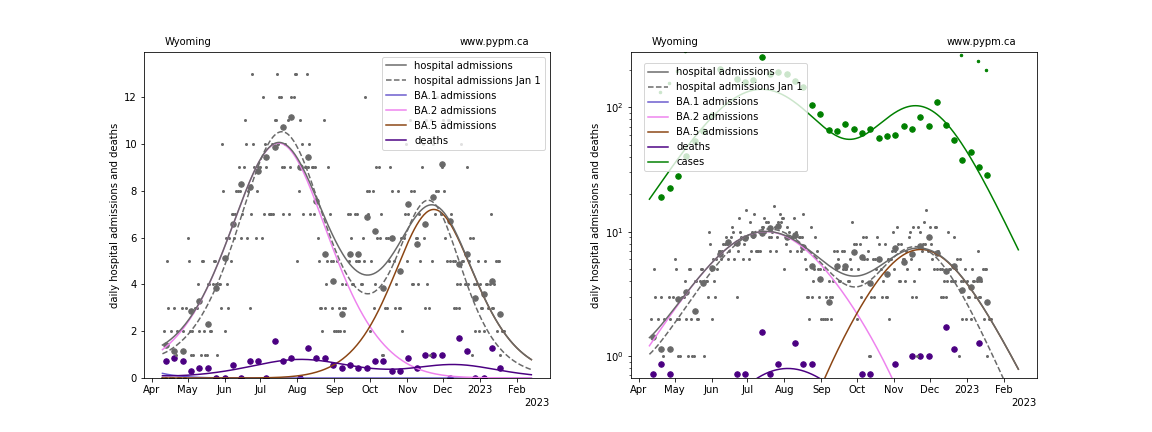 Wyoming www.pypm.ca
daily hospital admissions and deaths
12
10
8
6
4
2
0
hospital admissions
hospital admissions Jan 1
BA.1 admissions
BA.2 admissions
BA.5 admissions
deaths
Apr May Jun Jul Aug Sep Oct Nov Dec 2023 Feb
2023
Wyoming www.pypm.ca
daily hospital admissions and deaths
10²
10¹
10⁰
hospital admissions
hospital admissions Jan 1
BA.1 admissions
BA.2 admissions
BA.5 admissions
deaths
cases
Apr May Jun Jul Aug Sep Oct Nov Dec 2023 Feb
2023